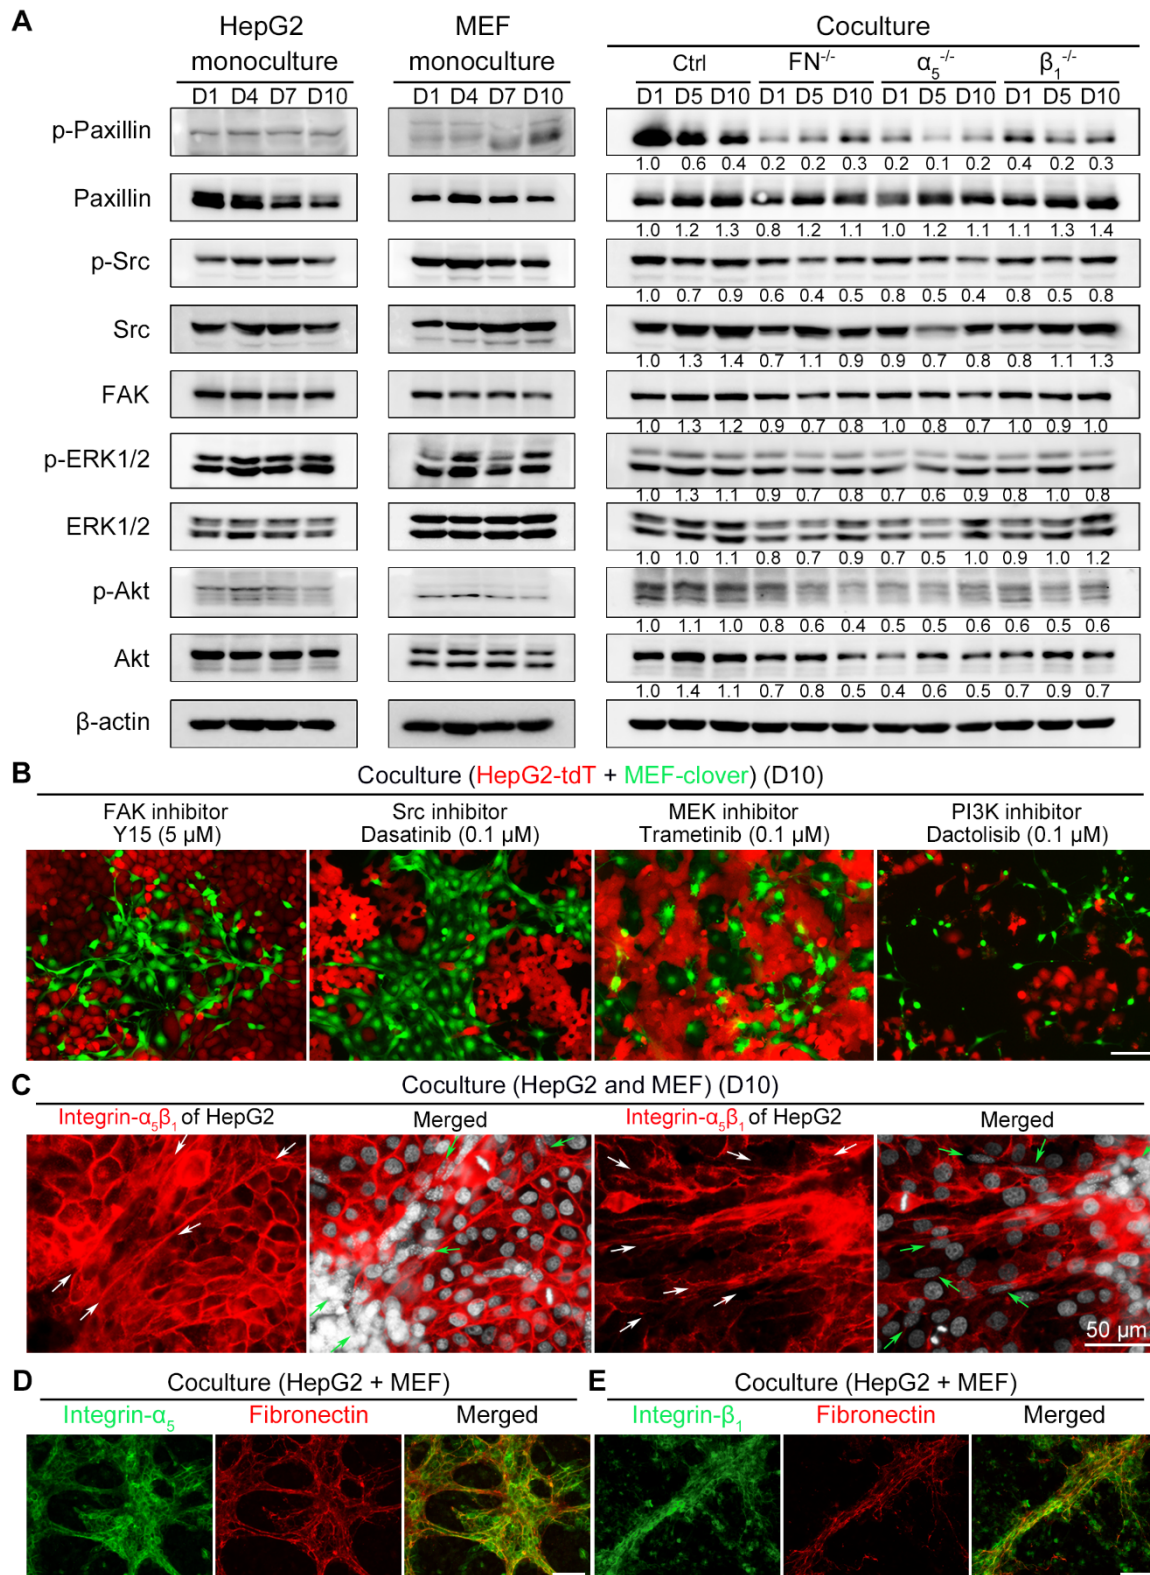 A
HepG2 monoculture
MEF monoculture
Coculture
Ctrl FN-/- α5-/- β1-/-
D1 D4 D7 D10
D1 D4 D7 D10
D1 D5 D10 D1 D5 D10 D1 D5 D10 D1 D5 D10
p-Paxillin
1.0 0.6 0.4 0.2 0.2 0.3 0.2 0.1 0.2 0.4 0.2 0.3
Paxillin
1.0 1.2 1.3 0.8 1.2 1.1 1.0 1.2 1.1 1.1 1.3 1.4
p-Src
1.0 0.7 0.9 0.6 0.4 0.5 0.8 0.5 0.4 0.8 0.5 0.8
Src
1.0 1.3 1.4 0.7 1.1 0.9 0.9 0.7 0.8 0.8 1.1 1.3
FAK
1.0 1.3 1.2 0.9 0.7 0.8 1.0 0.8 0.7 1.0 0.9 1.0
p-ERK1/2
1.0 1.3 1.1 0.9 0.7 0.8 0.7 0.6 0.9 0.8 1.0 0.8
ERK1/2
1.0 1.0 1.1 0.8 0.7 0.9 0.7 0.5 1.0 0.9 1.0 1.2
p-Akt
1.0 1.1 1.0 0.8 0.6 0.4 0.5 0.5 0.6 0.6 0.5 0.6
Akt
1.0 1.4 1.1 0.7 0.8 0.5 0.4 0.6 0.5 0.7 0.9 0.7
β-actin
B
Coculture (HepG2-tdT + MEF-clover) (D10)
FAK inhibitor
Y15 (5 μM)
Src inhibitor
Dasatinib (0.1 μM)
MEK inhibitor
Trametinib (0.1 μM)
PI3K inhibitor
Dactolisib (0.1 μM)
C
Coculture (HepG2 and MEF) (D10)
Integrin-α5β1 of HepG2
Merged
Integrin-α5β1 of HepG2
Merged
50 μm
D
Coculture (HepG2 + MEF)
Integrin-α5
Fibronectin
Merged
E
Coculture (HepG2 + MEF)
Integrin-β1
Fibronectin
Merged